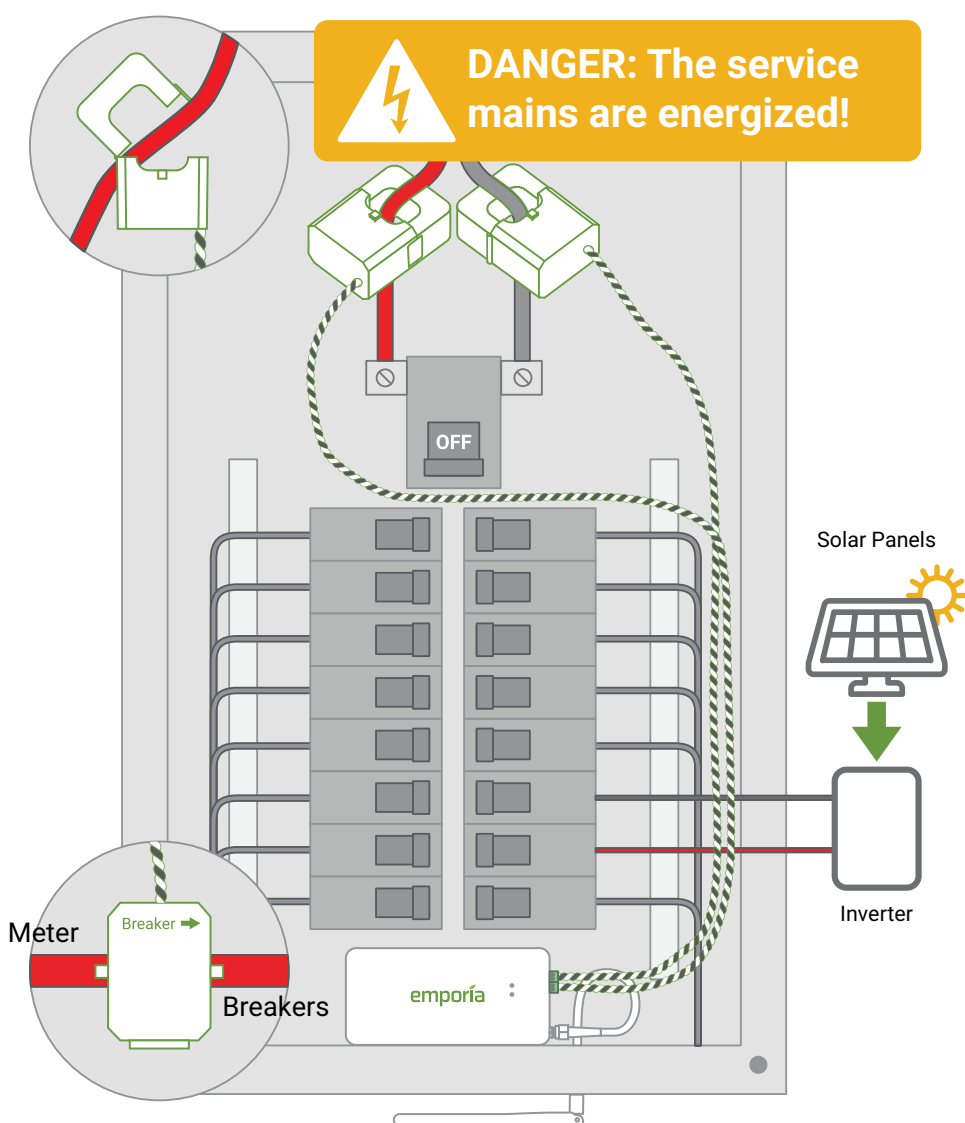 DANGER: The service
mains are energized!
OFF
Solar Panels
Inverter
Breaker
Meter
Breakers
emporia